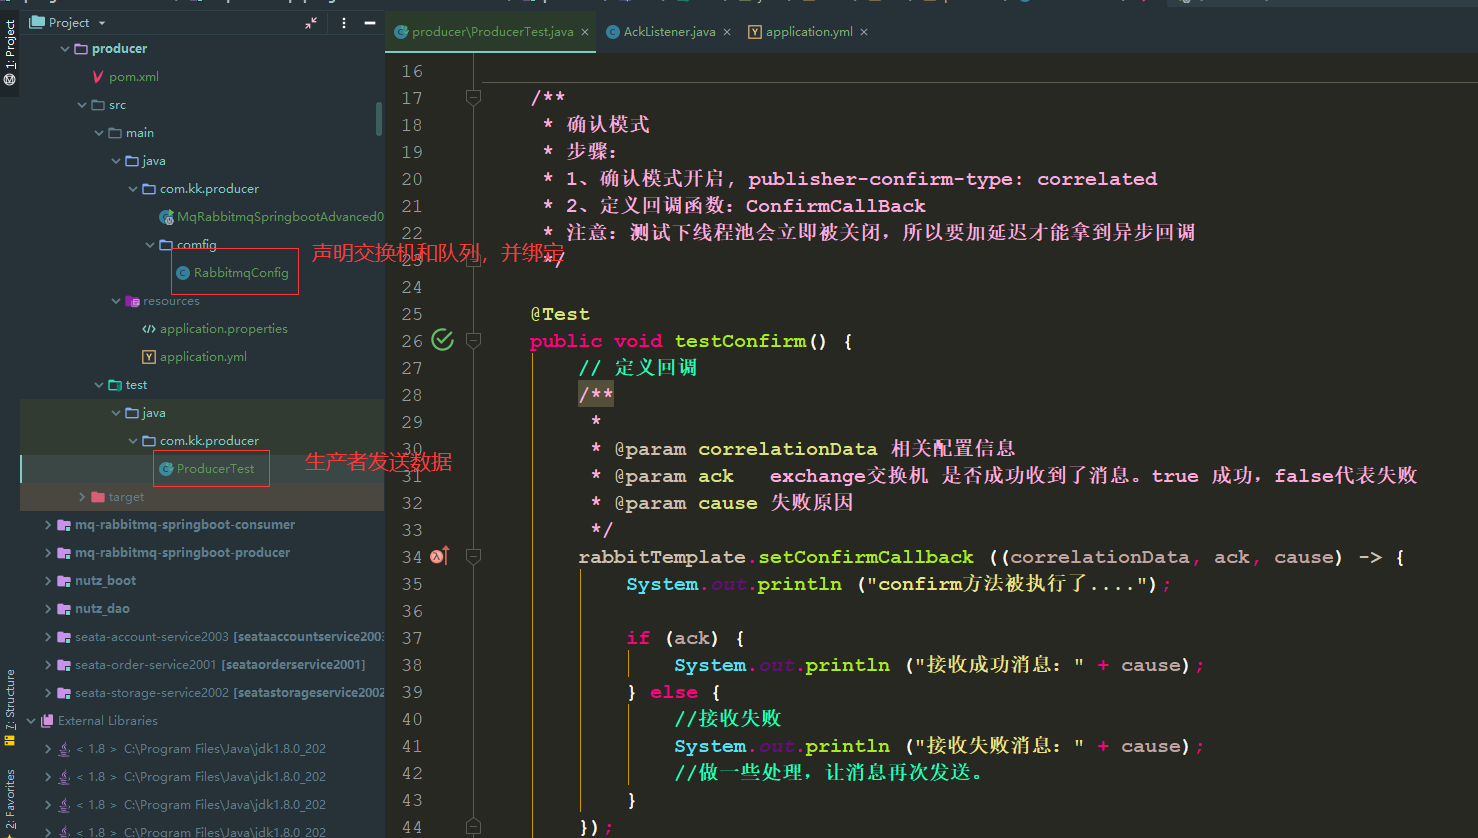 Project
producer\ProducerTest.java
AckListener.java
application.yml
1: Project
7: Structure
2: Favorites
producer
pom.xml
src
main
java
com.kk.producer
MqRabbitmqSpringbootAdvanced0
comfig
RabbitmqConfig
声明交换机和队列，并绑定
resources
application.properties
application.yml
test
java
com.kk.producer
ProducerTest
生产者发送数据
target
mq-rabbitmq-springboot-consumer
mq-rabbitmq-springboot-producer
nutz_boot
nutz_dao
seata-account-service2003 [seataaccountservice2003
seata-order-service2001 [seataorderservice2001]
seata-storage-service2002 [seatastorageservice2002
External Libraries
< 1.8 > C:\Program Files\Java\jdk1.8.0_202
< 1.8 > C:\Program Files\Java\jdk1.8.0_202
< 1.8 > C:\Program Files\Java\jdk1.8.0_202
< 1.8 > C:\Program Files\Java\jdk1.8.0_202
16
17 /**
18 * 确认模式
19 * 步骤：
20 * 1、确认模式开启，publisher-confirm-type: correlated
21 * 2、定义回调函数：ConfirmCallBack
22 * 注意：测试下线程池会立即被关闭，所以要加延迟才能拿到异步回调
23 */
24
25 @Test
26 public void testConfirm() {
27 // 定义回调
28 /**
29 *
30 * @param correlationData 相关配置信息
31 * @param ack exchange交换机 是否成功收到了消息。true 成功，false代表失败
32 * @param cause 失败原因
33 */
34 rabbitTemplate.setConfirmCallback ((correlationData, ack, cause) -> {
35 System.out.println ("confirm方法被执行了....");
36
37 if (ack) {
38 System.out.println ("接收成功消息：" + cause);
39 } else {
40 //接收失败
41 System.out.println ("接收失败消息：" + cause);
42 //做一些处理，让消息再次发送。
43 }
44 });